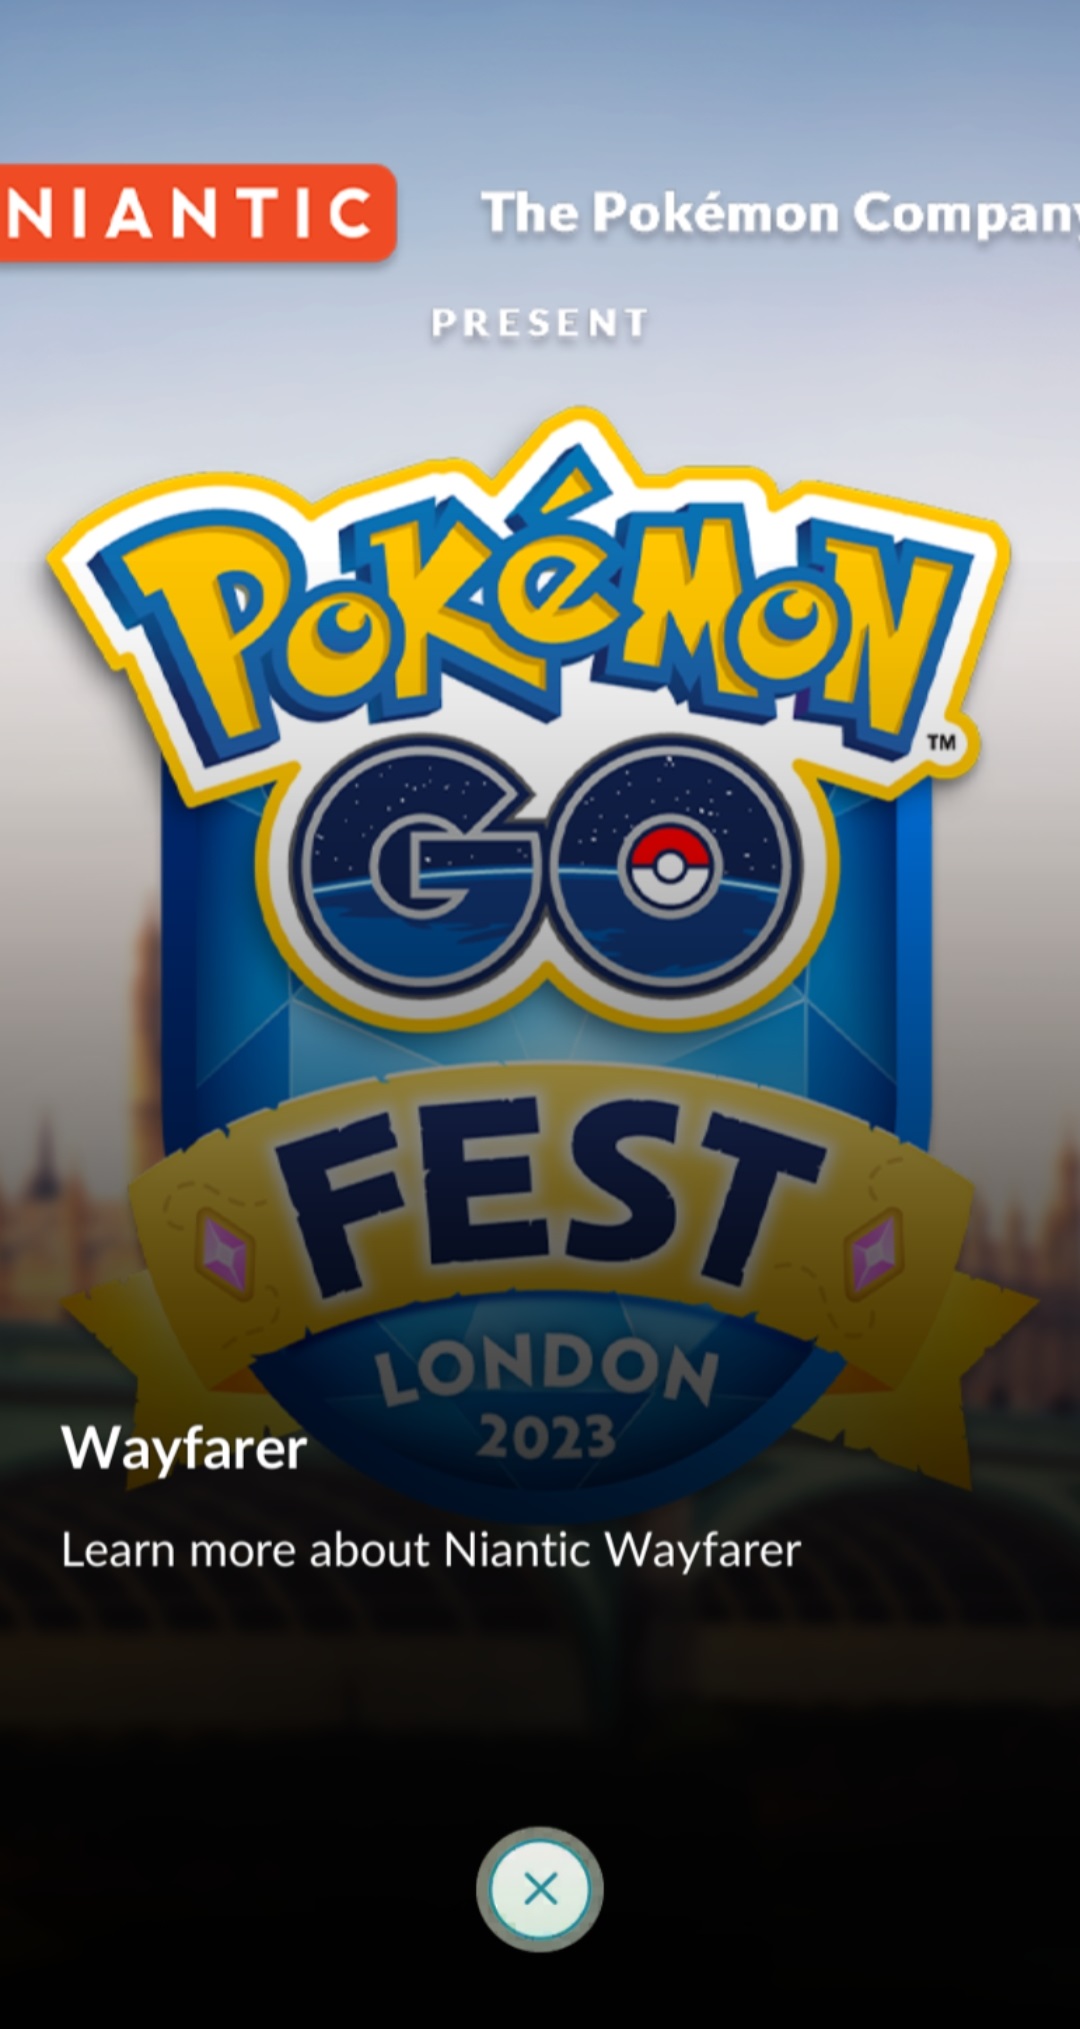 NIANTIC The Pokémon Company
PRESENT
POKéMON
TM
GO
FEST
LONDON
2023
Wayfarer
Learn more about Niantic Wayfarer